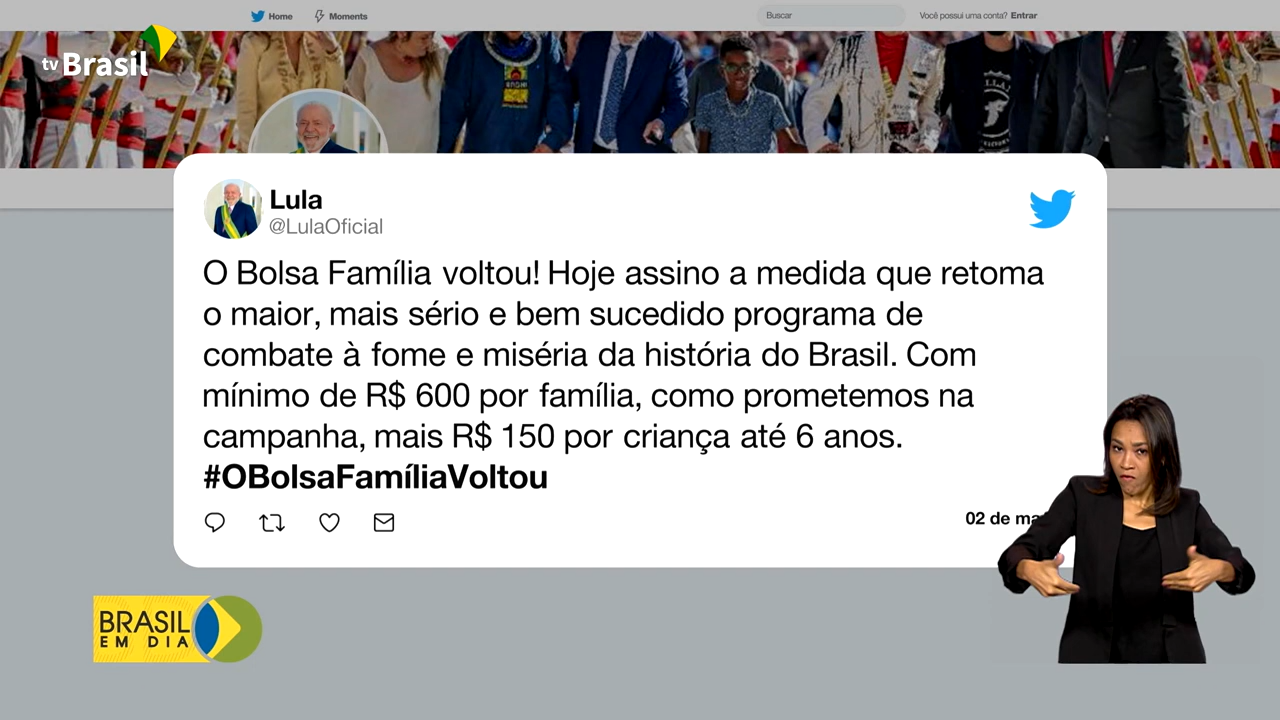 Home
Moments
Buscar
Você possui uma conta? Entrar
tv Brasil
Lula
@LulaOficial
O Bolsa Família voltou! Hoje assino a medida que retoma
o maior, mais sério e bem sucedido programa de
combate à fome e miséria da história do Brasil. Com
mínimo de R$ 600 por família, como prometemos na
campanha, mais R$ 150 por criança até 6 anos.
#OBolsaFamíliaVoltou
02 de
BRASIL
EM DIA